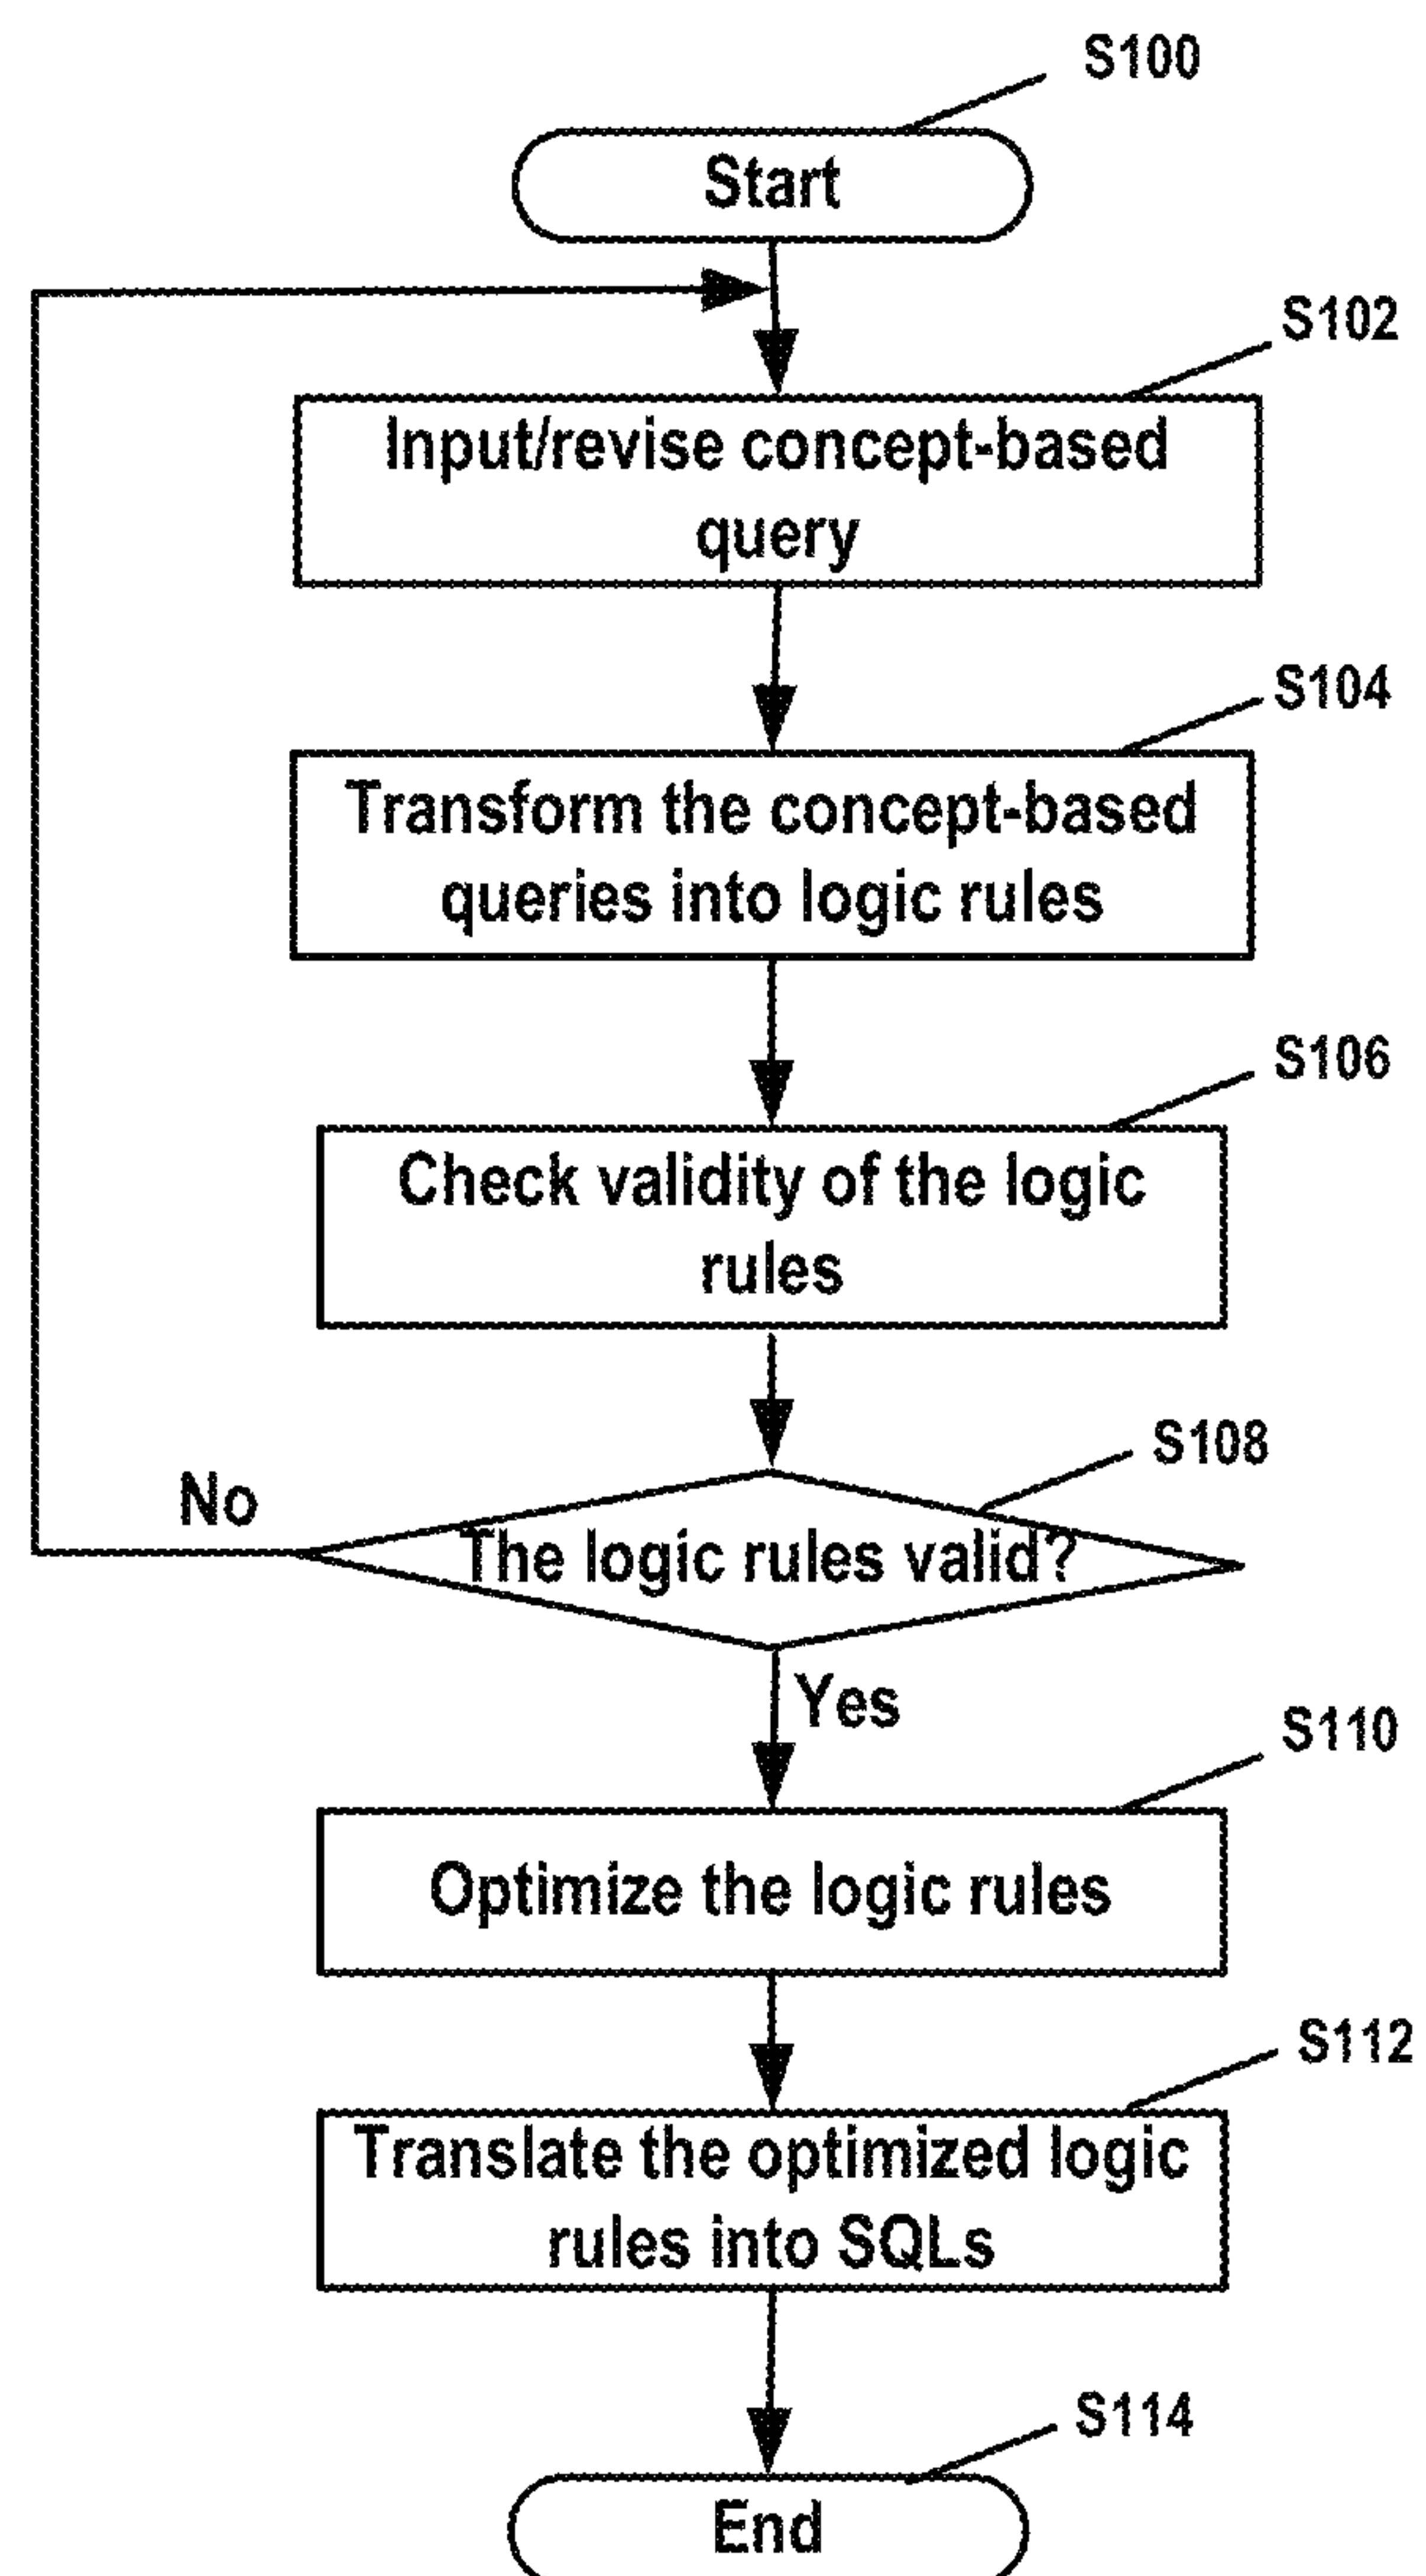 S100
Start
S102
Input/revise concept-based
query
S104
Transform the concept-based
queries into logic rules
S106
Check validity of the logic
rules
S108
No
The logic rules valid?
Yes
S110
Optimize the logic rules
S112
Translate the optimized logic
rules into SQLs
S114
End